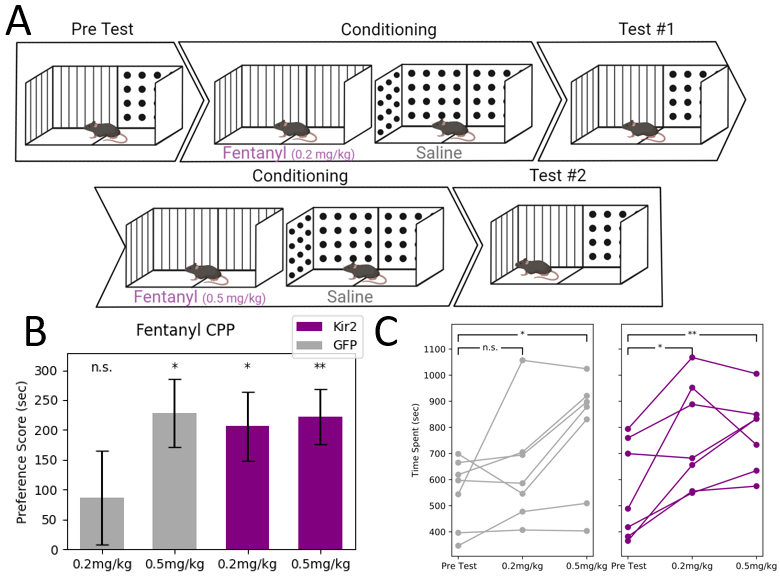 A
Pre Test
Conditioning
Test #1
Fentanyl (0.2 mg/kg)
Saline
Conditioning
Test #2
Fentanyl (0.5 mg/kg)
Saline
B
Fentanyl CPP
Kir2
GFP
Preference Score (sec)
300
250
200
150
100
50
0
n.s.
*
*
**
0.2mg/kg
0.5mg/kg
0.2mg/kg
0.5mg/kg
C
Time Spent (sec)
1100
1000
900
800
700
600
500
400
*
n.s.
**
*
Pre Test
0.2mg/kg
0.5mg/kg
Pre Test
0.2mg/kg
0.5mg/kg